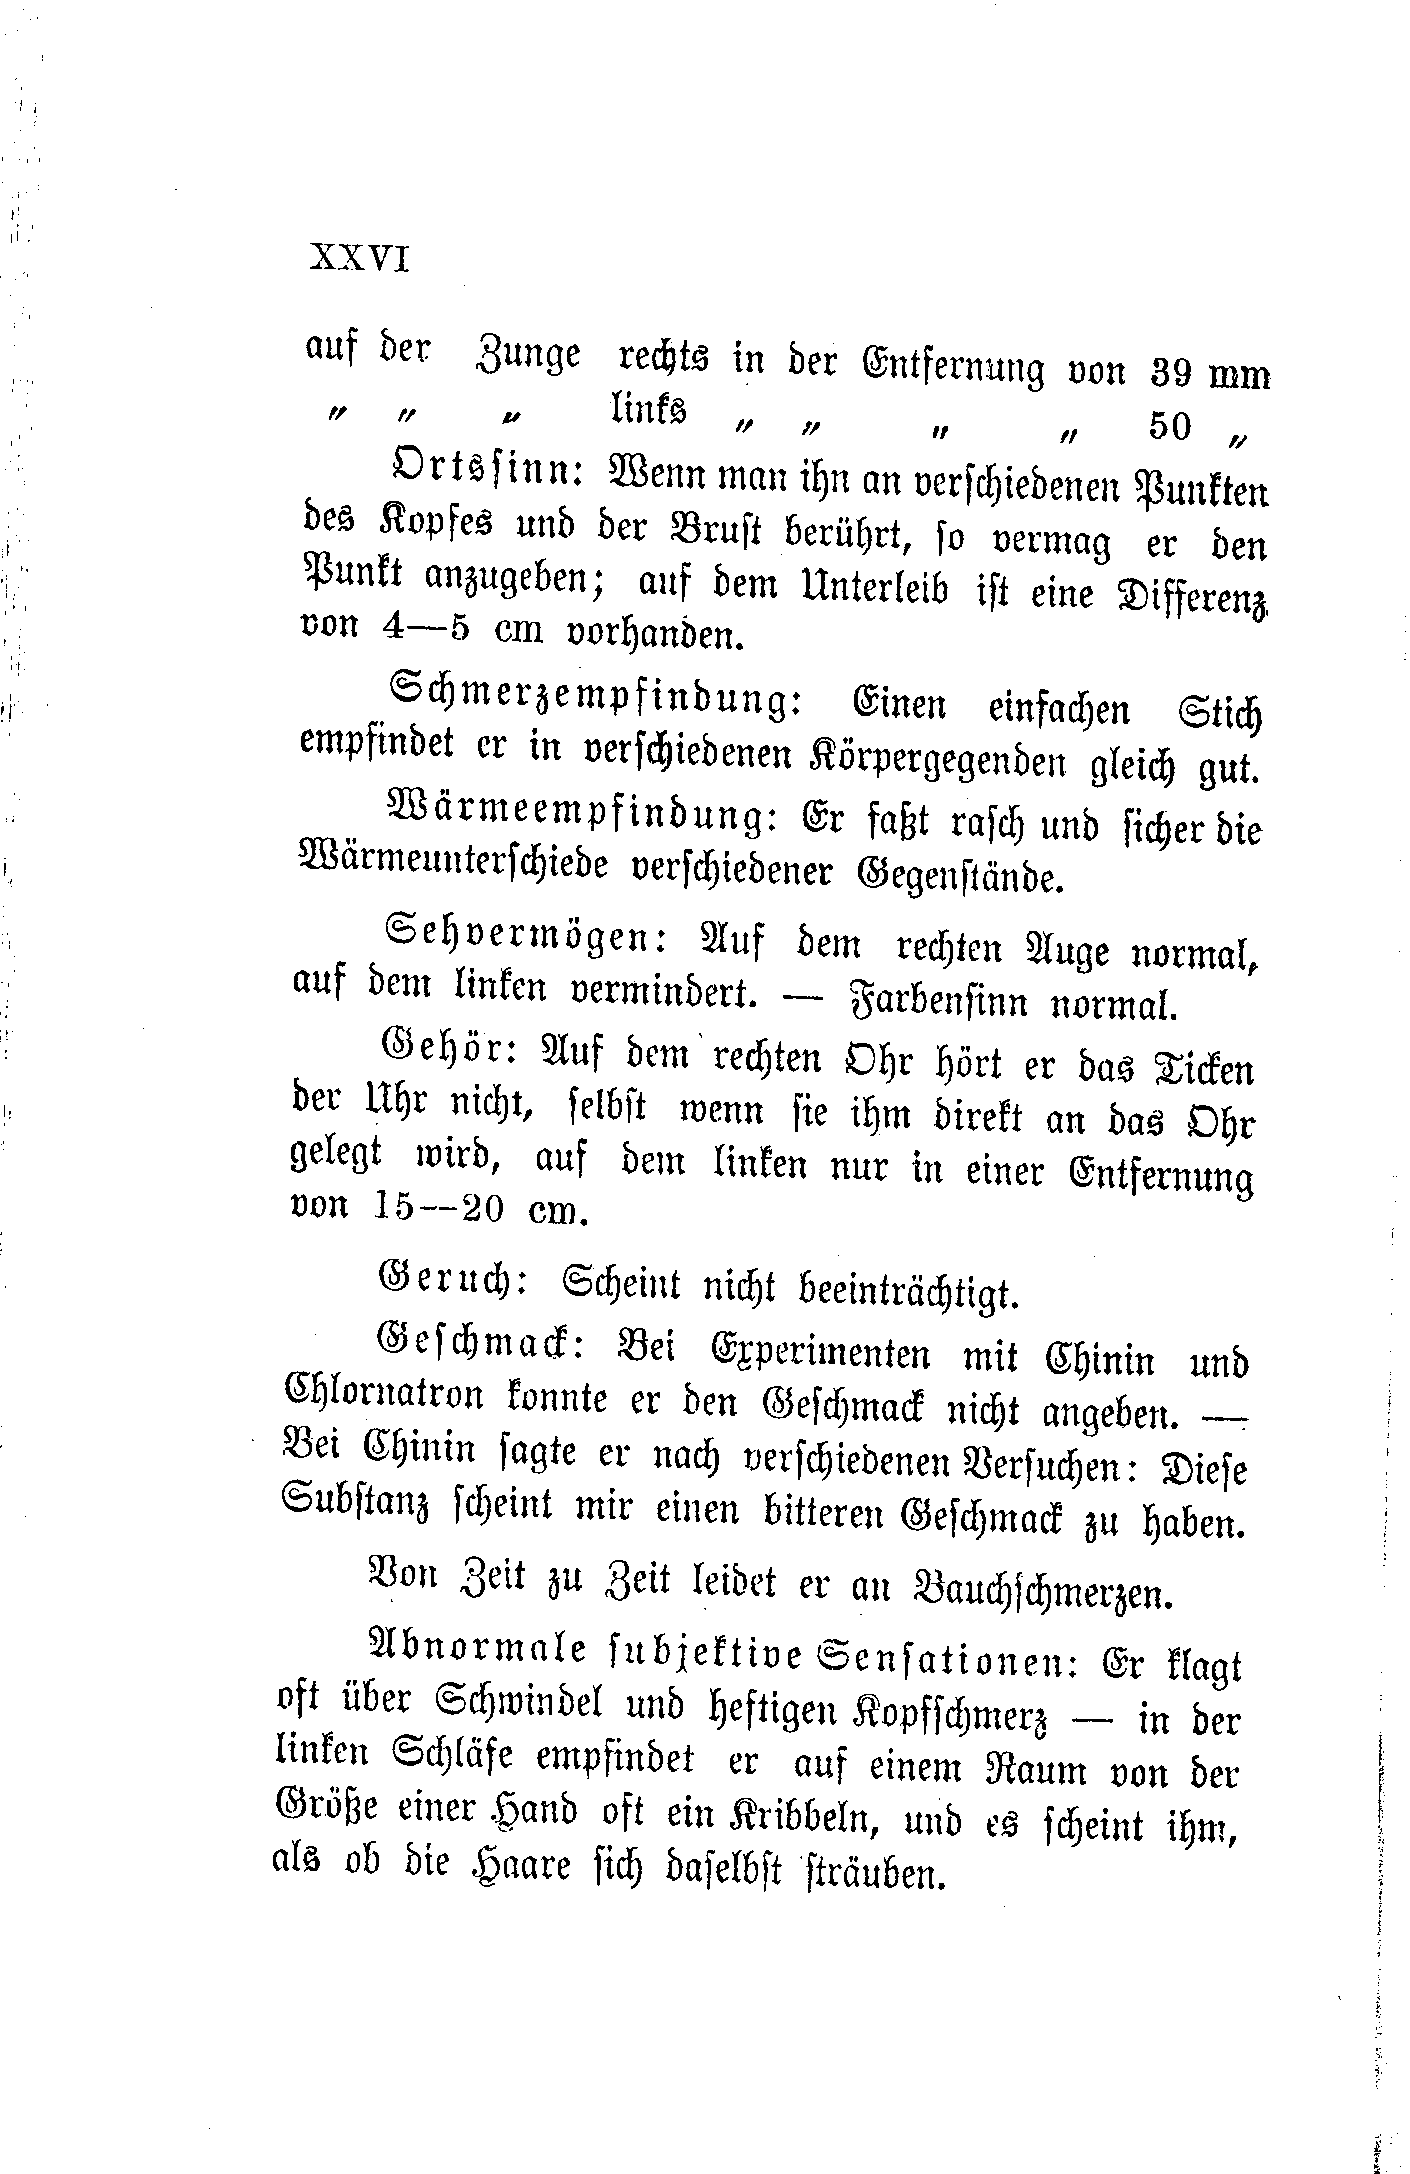 XXVI
auf der Zunge rechts in der Entfernung von 39 mm
„ „ „ links „ „ „ „ 50 „
Ortssinn: Wenn man ihn an verschiedenen Punkten
des Kopfes und der Brust berührt, so vermag er den
Punkt anzugeben; auf dem Unterleib ist eine Differenz
von 4—5 cm vorhanden.
Schmerzempfindung: Einen einfachen Stich
empfindet er in verschiedenen Körpergegenden gleich gut.
Wärmeempfindung: Er faßt rasch und sicher die
Wärmeunterschiede verschiedener Gegenstände.
Sehvermögen: Auf dem rechten Auge normal,
auf dem linken vermindert. — Farbensinn normal.
Gehör: Auf dem rechten Ohr hört er das Ticken
der Uhr nicht, selbst wenn sie ihm direkt an das Ohr
gelegt wird, auf dem linken nur in einer Entfernung
von 15—20 cm.
Geruch: Scheint nicht beeinträchtigt.
Geschmack: Bei Experimenten mit Chinin und
Chlornatron konnte er den Geschmack nicht angeben. —
Bei Chinin sagte er nach verschiedenen Versuchen: Diese
Substanz scheint mir einen bitteren Geschmack zu haben.
Von Zeit zu Zeit leidet er an Bauchschmerzen.
Abnormale subjektive Sensationen: Er klagt
oft über Schwindel und heftigen Kopfschmerz — in der
linken Schläfe empfindet er auf einem Raum von der
Größe einer Hand oft ein Kribbeln, und es scheint ihm,
als ob die Haare sich daselbst sträuben.